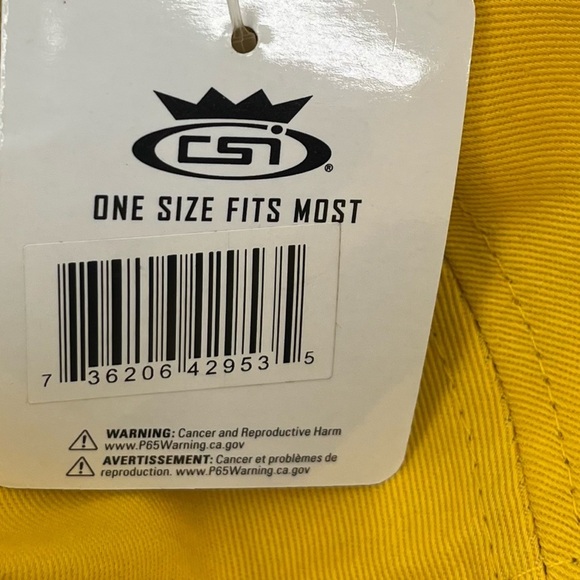 CSI®
ONE SIZE FITS MOST
7 36206 42953 5
WARNING: Cancer and Reproductive Harm
www.P65Warning.ca.gov
AVERTISSEMENT: Cancer et problèmes de
reproduction. www.P65Warning.ca.gov